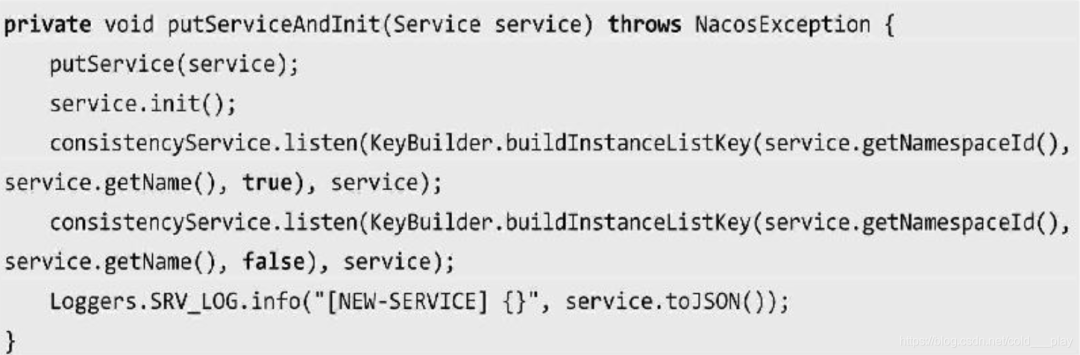 private void putServiceAndInit(Service service) throws NacosException {
putService(service);
service.init();
consistencyService.listen(KeyBuilder.buildInstanceListKey(service.getNamespaceId(),
service.getName(), true), service);
consistencyService.listen(KeyBuilder.buildInstanceListKey(service.getNamespaceId(),
service.getName(), false), service);
Loggers.SRV_LOG.info("[NEW-SERVICE] {}", service.toJSON());
}
https://blog.csdn.net/cold___play